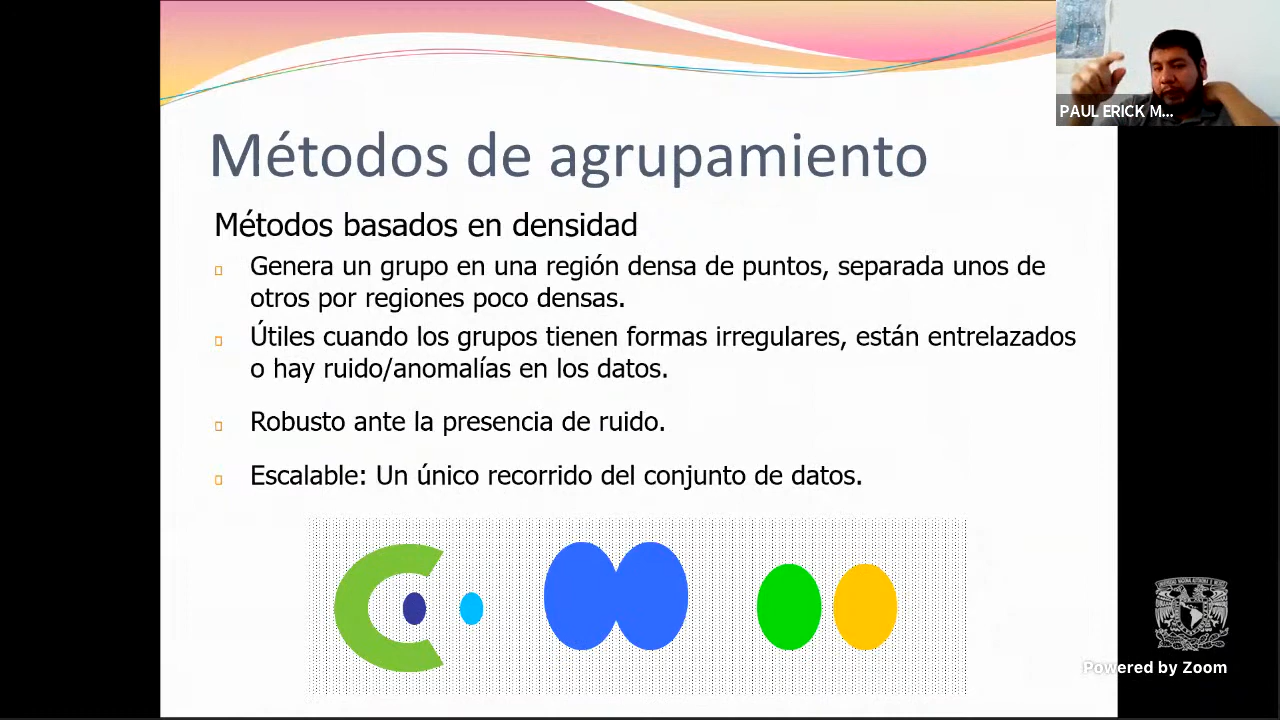 PAUL ERICK M...
Métodos de agrupamiento
Métodos basados en densidad
Genera un grupo en una región densa de puntos, separada unos de
otros por regiones poco densas.
Útiles cuando los grupos tienen formas irregulares, están entrelazados
o hay ruido/anomalías en los datos.
Robusto ante la presencia de ruido.
Escalable: Un único recorrido del conjunto de datos.
Powered by Zoom